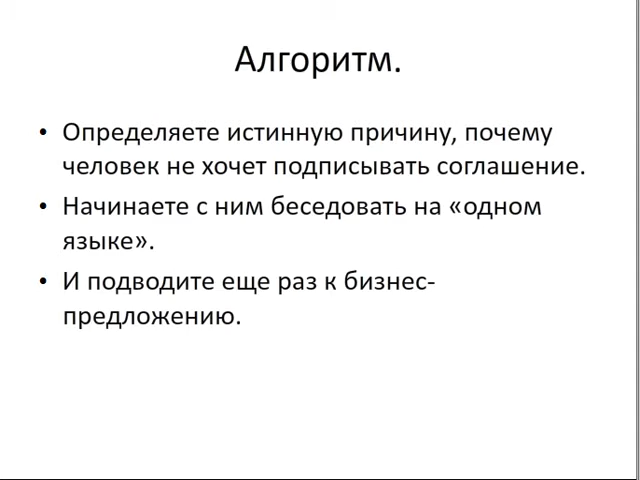 Алгоритм.
• Определяете истинную причину, почему
человек не хочет подписывать соглашение.
• Начинаете с ним беседовать на «одном
языке».
• И подводите еще раз к бизнес-
предложению.